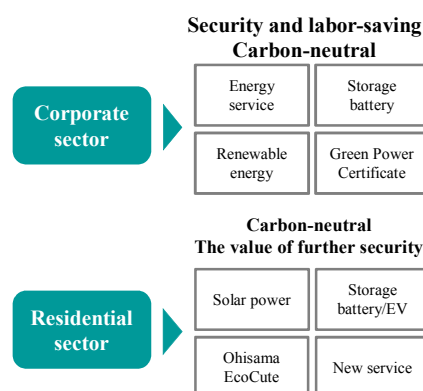 Security and labor-saving
Carbon-neutral
Corporate
sector
Energy
service
Storage
battery
Renewable
energy
Green Power
Certificate
Carbon-neutral
The value of further security
Residential
sector
Solar power
Storage
battery/EV
Ohisama
EcoCute
New service